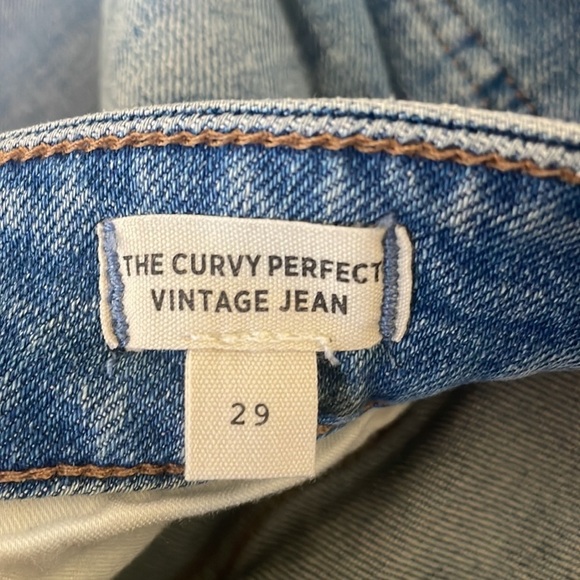 THE CURVY PERFECT
VINTAGE JEAN
29